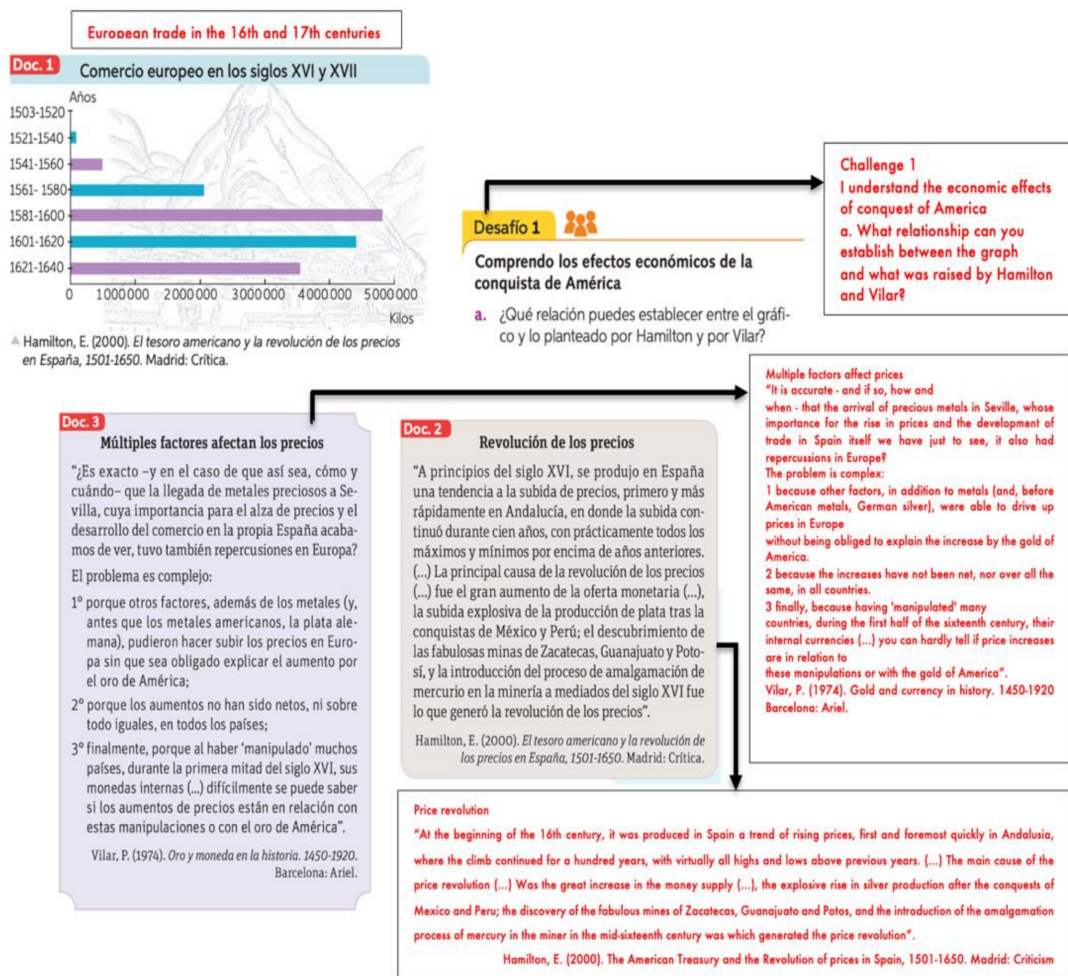 European trade in the 16th and 17th centuries
Doc. 1
Comercio europeo en los siglos XVI y XVII
Años
1503-1520
1521-1540
1541-1560
1561- 1580
1581-1600
1601-1620
1621-1640
0 1000000 2000000 3000000 4000000 5000000
Kilos
Hamilton, E. (2000). El tesoro americano y la revolución de los precios
en España, 1501-1650. Madrid: Crítica.
Desafío 1
Comprendo los efectos económicos de la
conquista de América
a. ¿Qué relación puedes establecer entre el gráfi-
co y lo planteado por Hamilton y por Vilar?
Challenge 1
I understand the economic effects
of conquest of America
a. What relationship can you
establish between the graph
and what was raised by Hamilton
and Vilar?
Doc. 3
Múltiples factores afectan los precios
"¿Es exacto –y en el caso de que así sea, cómo y
cuándo– que la llegada de metales preciosos a Se-
villa, cuya importancia para el alza de precios y el
desarrollo del comercio en la propia España acaba-
mos de ver, tuvo también repercusiones en Europa?
El problema es complejo:
1º porque otros factores, además de los metales (y,
antes que los metales americanos, la plata ale-
mana), pudieron hacer subir los precios en Euro-
pa sin que sea obligado explicar el aumento por
el oro de América;
2º porque los aumentos no han sido netos, ni sobre
todo iguales, en todos los países;
3º finalmente, porque al haber 'manipulado' muchos
países, durante la primera mitad del siglo XVI, sus
monedas internas (...) difícilmente se puede saber
si los aumentos de precios están en relación con
estas manipulaciones o con el oro de América".
Vilar, P. (1974). Oro y moneda en la historia. 1450-1920.
Barcelona: Ariel.
Doc. 2
Revolución de los precios
"A principios del siglo XVI, se produjo en España
una tendencia a la subida de precios, primero y más
rápidamente en Andalucía, en donde la subida con-
tinuó durante cien años, con prácticamente todos los
máximos y mínimos por encima de años anteriores.
(...) La principal causa de la revolución de los precios
(...) fue el gran aumento de la oferta monetaria (...),
la subida explosiva de la producción de plata tras la
conquistas de México y Perú; el descubrimiento de
las fabulosas minas de Zacatecas, Guanajuato y Poto-
sí, y la introducción del proceso de amalgamación de
mercurio en la minería a mediados del siglo XVI fue
lo que generó la revolución de los precios".
Hamilton, E. (2000). El tesoro americano y la revolución de
los precios en España, 1501-1650. Madrid: Crítica.
Multiple factors affect prices
"It is accurate - and if so, how and
when - that the arrival of precious metals in Seville, whose
importance for the rise in prices and the development of
trade in Spain itself we have just to see, it also had
repercussions in Europe?
The problem is complex:
1 because other factors, in addition to metals (and, before
American metals, German silver), were able to drive up
prices in Europe
without being obliged to explain the increase by the gold of
America.
2 because the increases have not been net, nor over all the
same, in all countries.
3 finally, because having 'manipulated' many
countries, during the first half of the sixteenth century, their
internal currencies (...) you can hardly tell if price increases
are in relation to
these manipulations or with the gold of America".
Vilar, P. (1974). Gold and currency in history. 1450-1920
Barcelona: Ariel.
Price revolution
"At the beginning of the 16th century, it was produced in Spain a trend of rising prices, first and foremost quickly in Andalusia,
where the climb continued for a hundred years, with virtually all highs and lows above previous years. (...) The main cause of the
price revolution (...) Was the great increase in the money supply (...), the explosive rise in silver production after the conquests of
Mexico and Peru; the discovery of the fabulous mines of Zacatecas, Guanajuato and Potos, and the introduction of the amalgamation
process of mercury in the miner in the mid-sixteenth century was which generated the price revolution".
Hamilton, E. (2000). The American Treasury and the Revolution of prices in Spain, 1501-1650. Madrid: Criticism